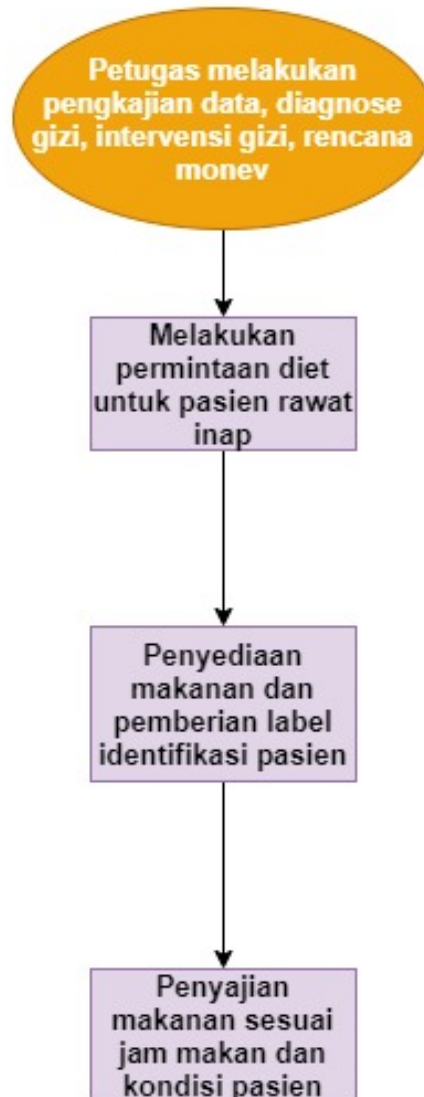 Petugas melakukan
pengkajian data, diagnose
gizi, intervensi gizi, rencana
monev
Melakukan
permintaan diet
untuk pasien rawat
inap
Penyediaan
makanan dan
pemberian label
identifikasi pasien
Penyajian
makanan sesuai
jam makan dan
kondisi pasien